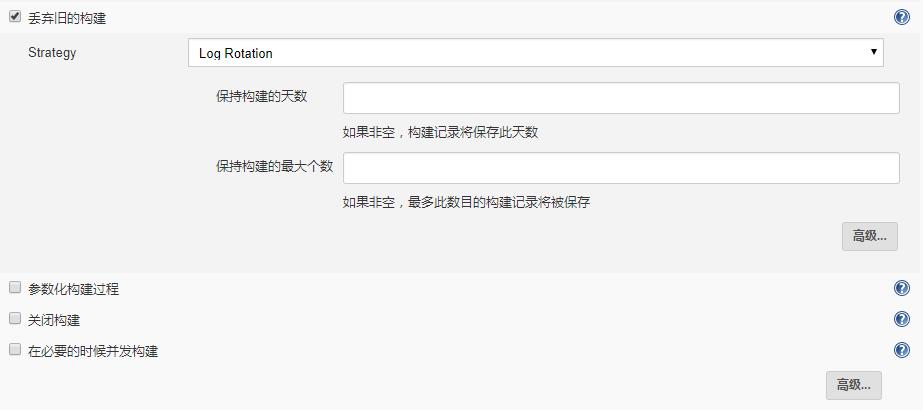 丢弃旧的构建
Strategy
Log Rotation
保持构建的天数
如果非空，构建记录将保存此天数
保持构建的最大个数
如果非空，最多此数目的构建记录将被保存
高级...
参数化构建过程
关闭构建
在必要的时候并发构建
高级...